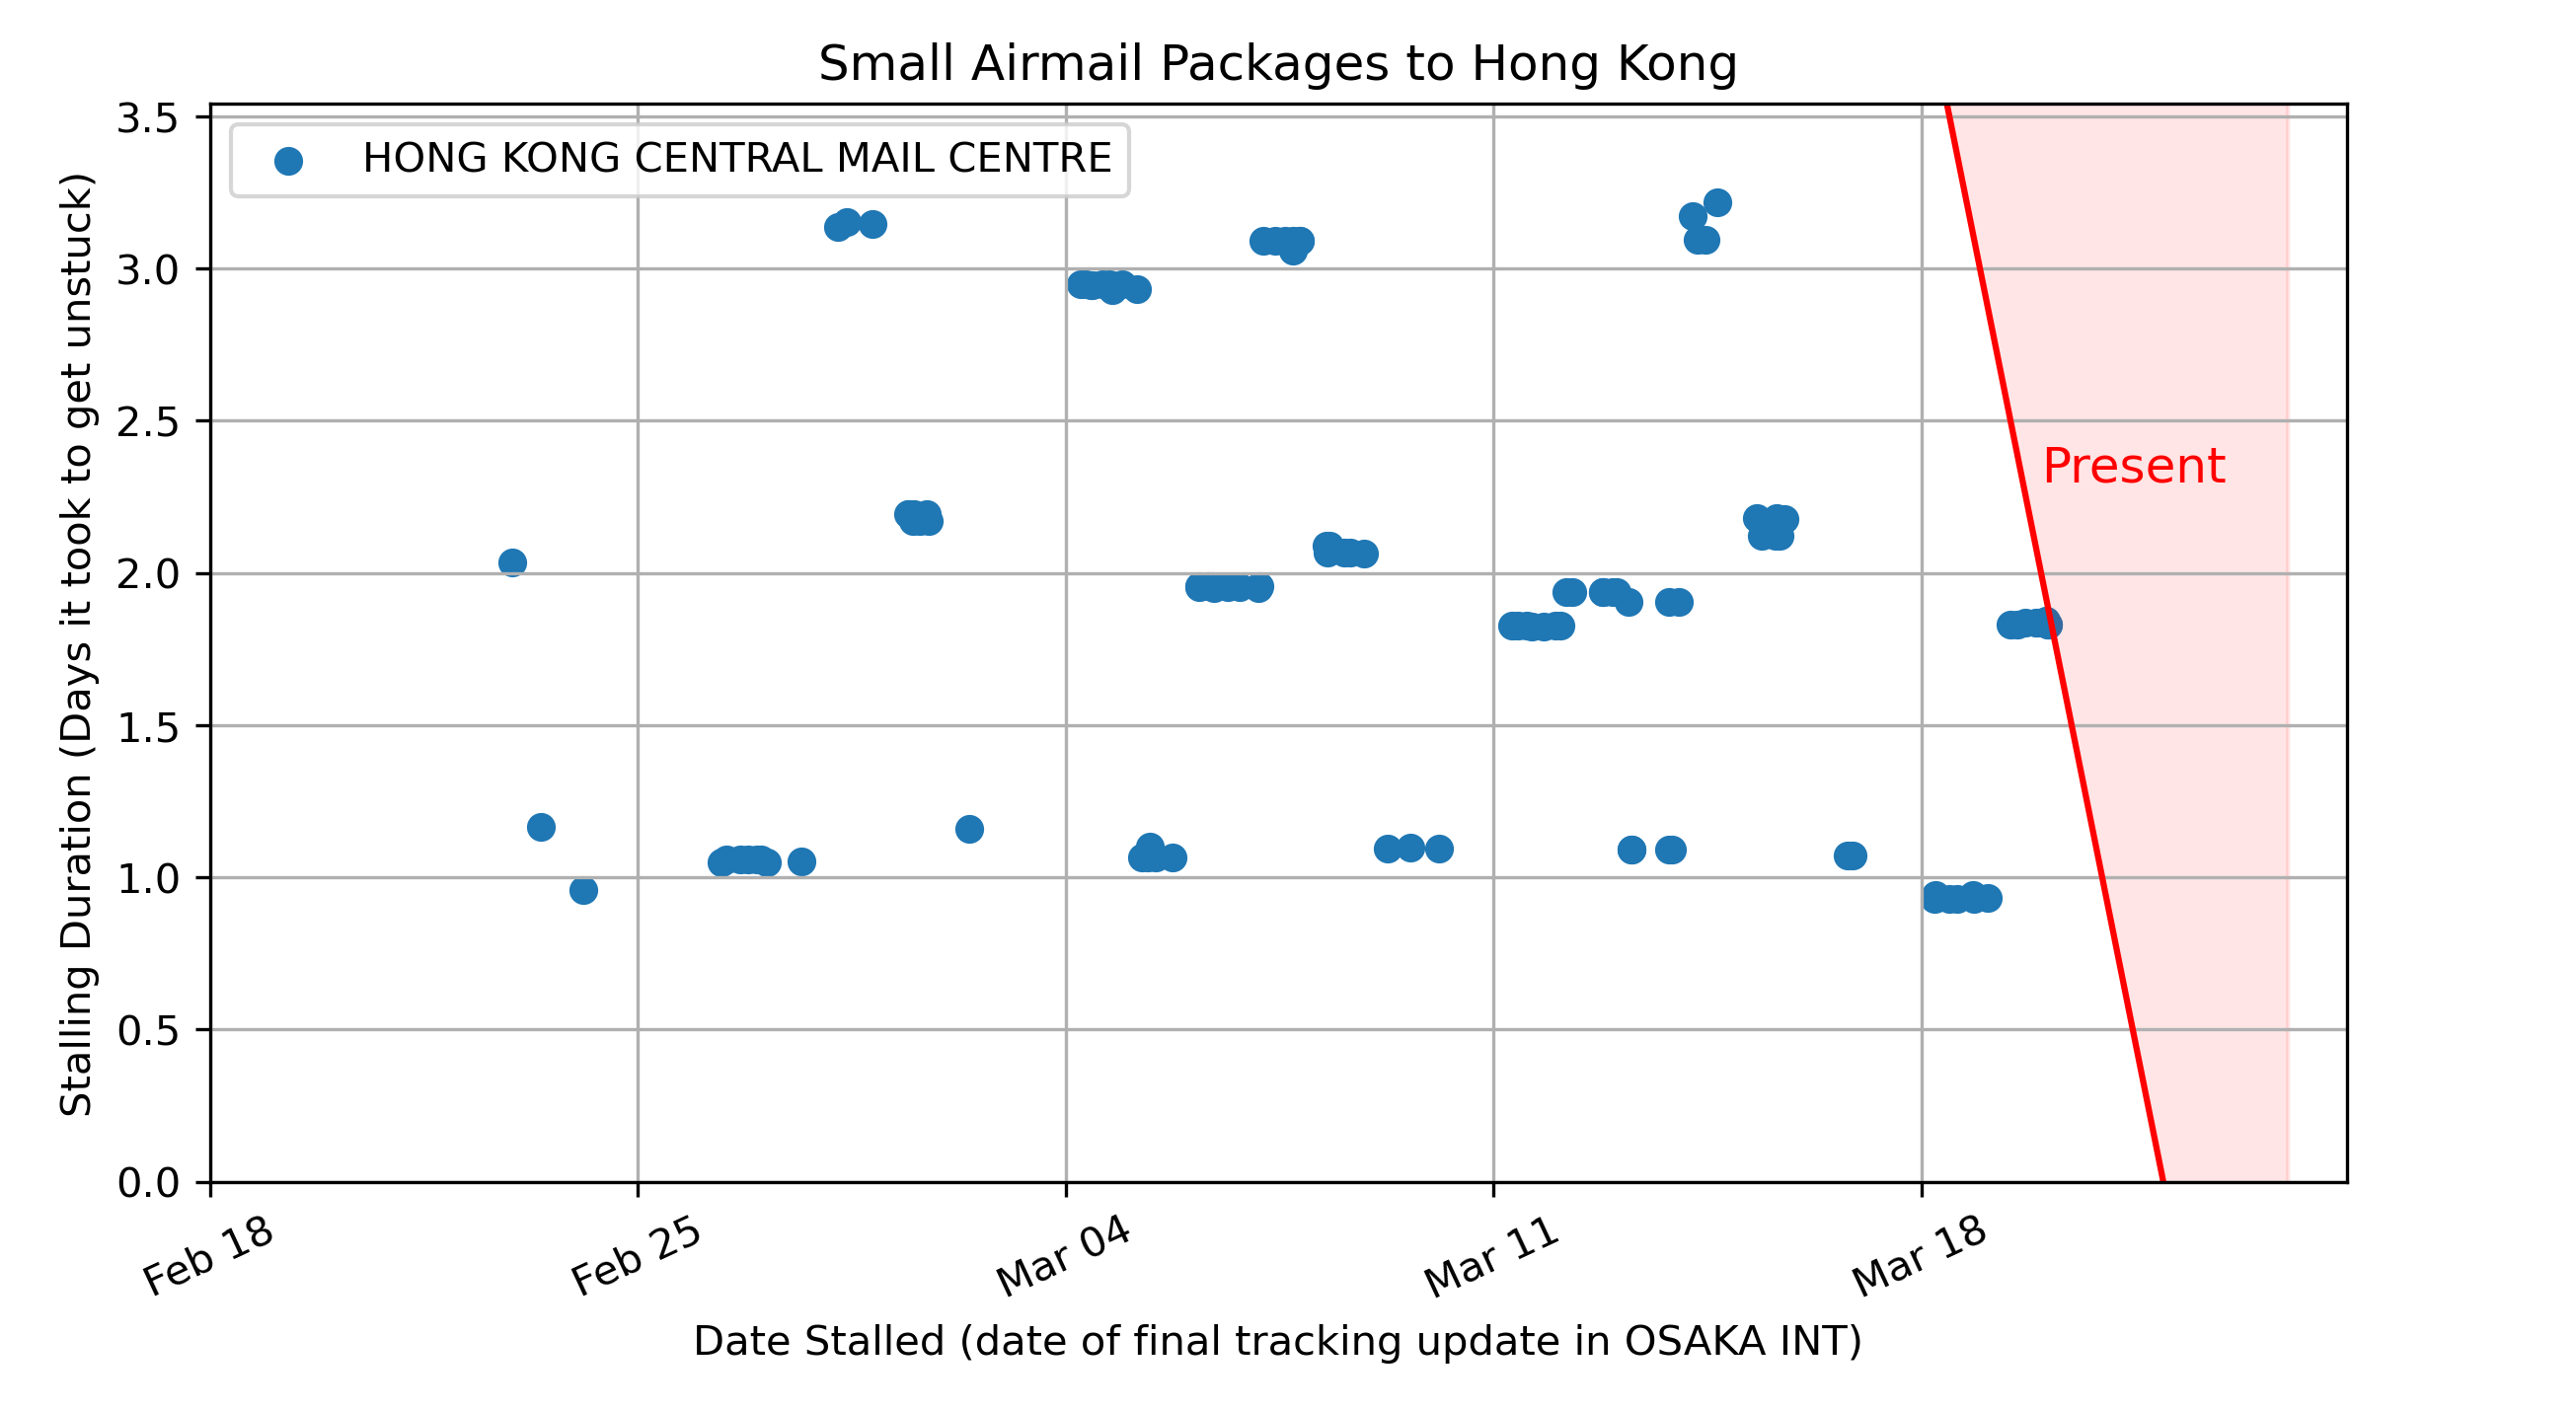 Small Airmail Packages to Hong Kong
HONG KONG CENTRAL MAIL CENTRE
Stalling Duration (Days it took to get unstuck)
3.5
3.0
2.5
2.0
1.5
1.0
0.5
0.0
Present
Feb 18
Feb 25
Mar 04
Mar 11
Mar 18
Date Stalled (date of final tracking update in OSAKA INT)